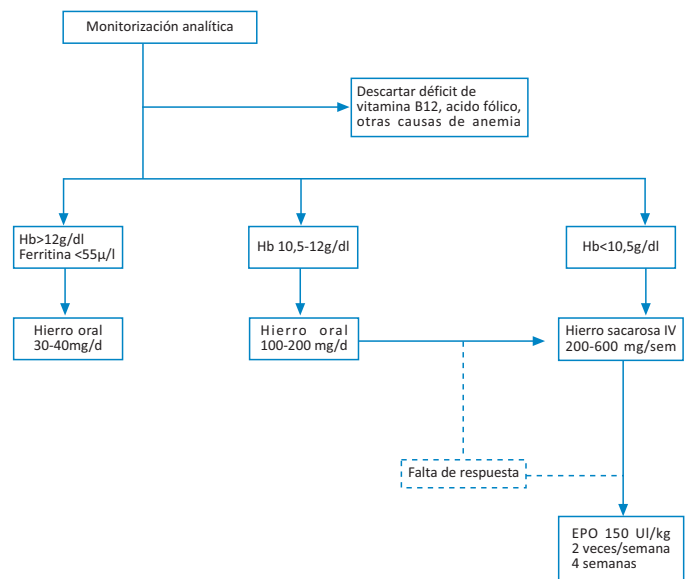 Monitorización analítica
Descartar déficit de
vitamina B12, acido fólico,
otras causas de anemia
Hb>12g/dl
Ferritina <55µ/l
Hb 10,5-12g/dl
Hb<10,5g/dl
Hierro oral
30-40mg/d
Hierro oral
100-200 mg/d
Hierro sacarosa IV
200-600 mg/sem
Falta de respuesta
EPO 150 Ul/kg
2 veces/semana
4 semanas